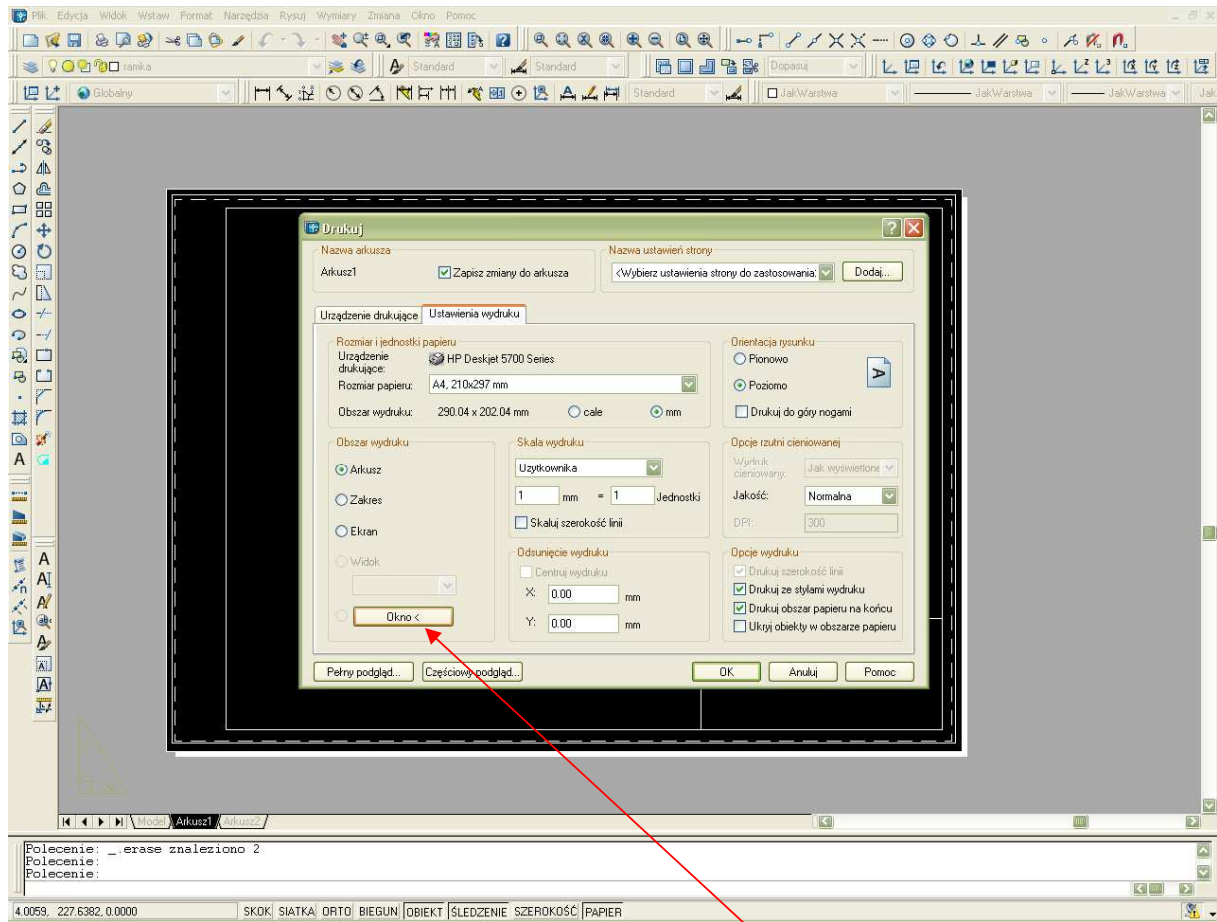 Plik Edycja Widok Wstaw Format Narzędzia Rysuj Wymiary Zmiana Okno Pomoc
ramka Standard Standard Dopasuj
Globalny Standard JakWarstwa JakWarstwa JakWarstwa Jak
Drukuj
Nazwa arkusza
Arkusz1
Zapisz zmiany do arkusza
Nazwa ustawień strony
<Wybierz ustawienia strony do zastosowania:
Dodaj...
Urządzenie drukujące
Ustawienia wydruku
Rozmiar i jednostki papieru
Urządzenie drukujące:
HP Deskjet 5700 Series
Rozmiar papieru:
A4, 210x297 mm
Obszar wydruku:
290.04 x 202.04 mm
cale
mm
Orientacja rysunku
Pionowo
Poziomo
Drukuj do góry nogami
A
Obszar wydruku
Arkusz
Zakres
Ekran
Widok
Okno <
Skala wydruku
Użytkownika
1 mm = 1 Jednostki
Skaluj szerokość linii
Odsunięcie wydruku
Centruj wydruku
X: 0.00 mm
Y: 0.00 mm
Opcje rzutni cieniowanej
Wydruk cieniowany:
Jak wyświetlone
Jakość:
Normalna
DPI:
300
Opcje wydruku
Drukuj szerokość linii
Drukuj ze stylami wydruku
Drukuj obszar papieru na końcu
Ukryj obiekty w obszarze papieru
Pełny podgląd...
Częściowy podgląd...
OK
Anuluj
Pomoc
Model Arkusz1 Arkusz2
Polecenie: _.erase znaleziono 2
Polecenie:
Polecenie:
4.0059, 227.6382, 0.0000 SKOK SIATKA ORTO BIEGUN OBIEKT ŚLEDZENIE SZEROKOŚĆ PAPIER